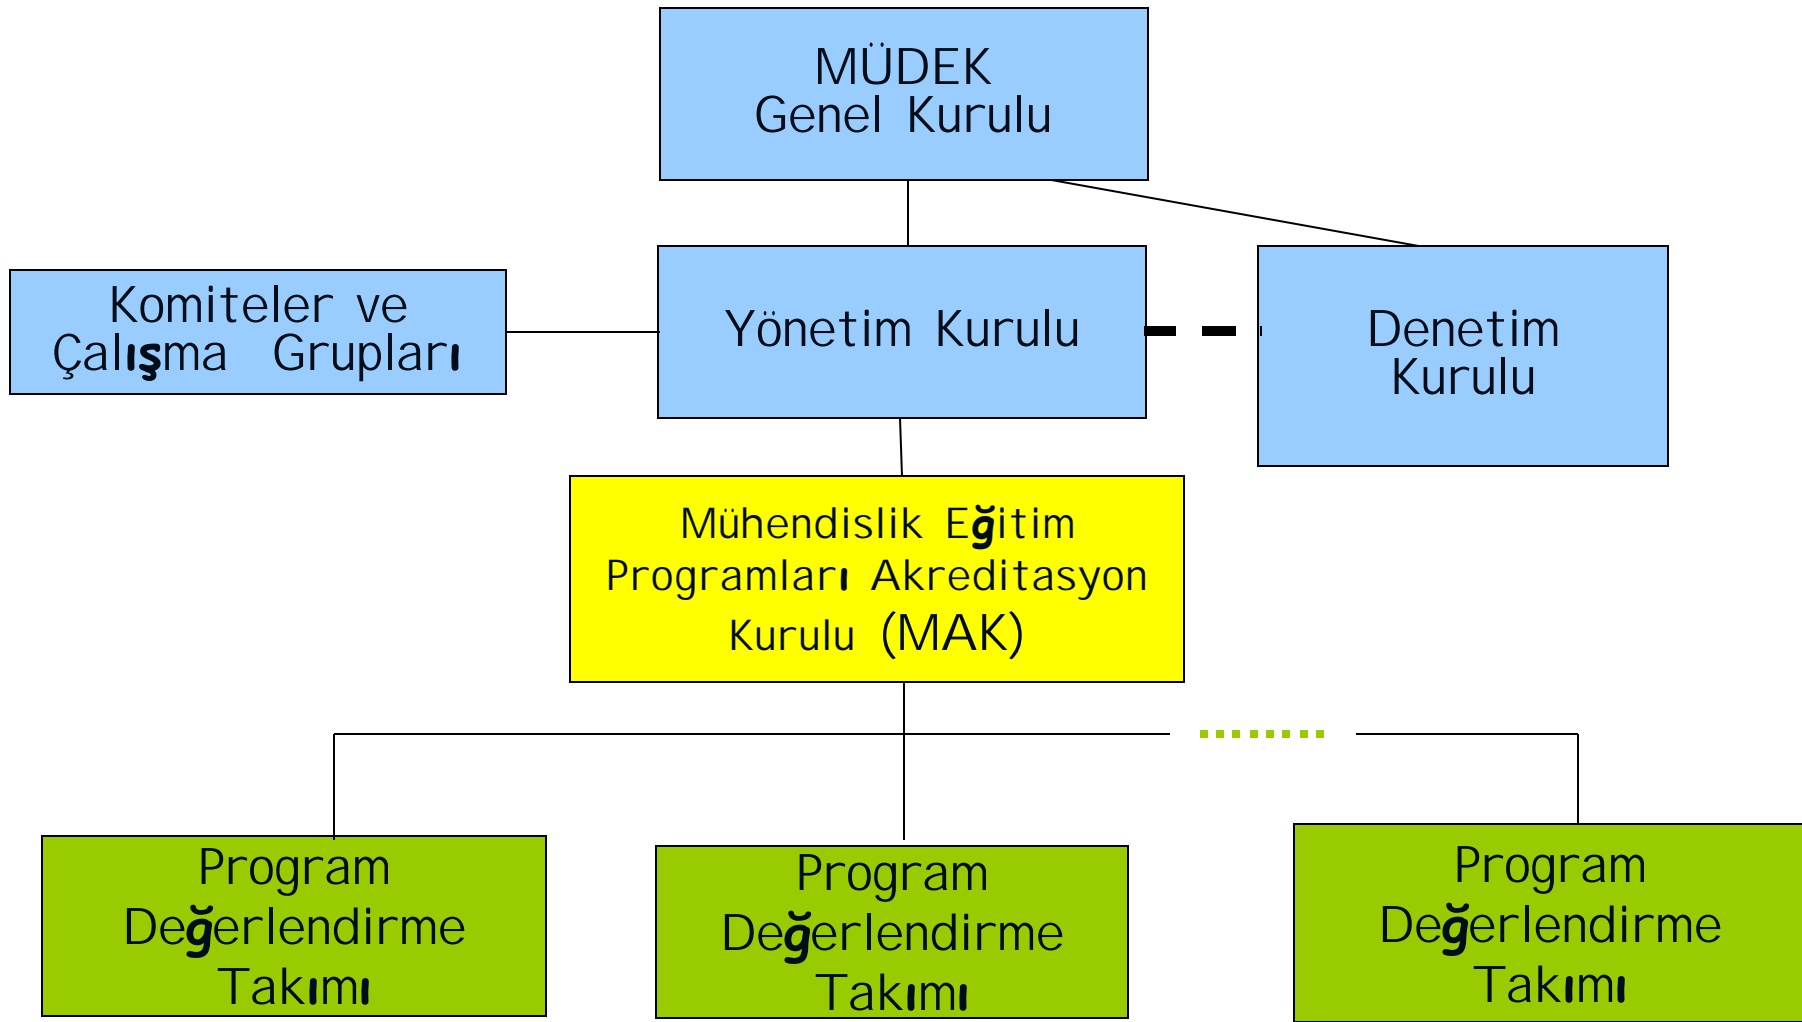 MÜDEK
Genel Kurulu
Komiteler ve
Çalışma Grupları
Yönetim Kurulu
Denetim
Kurulu
Mühendislik Eğitim
Programları Akreditasyon
Kurulu (MAK)
Program
Değerlendirme
Takımı
Program
Değerlendirme
Takımı
Program
Değerlendirme
Takımı